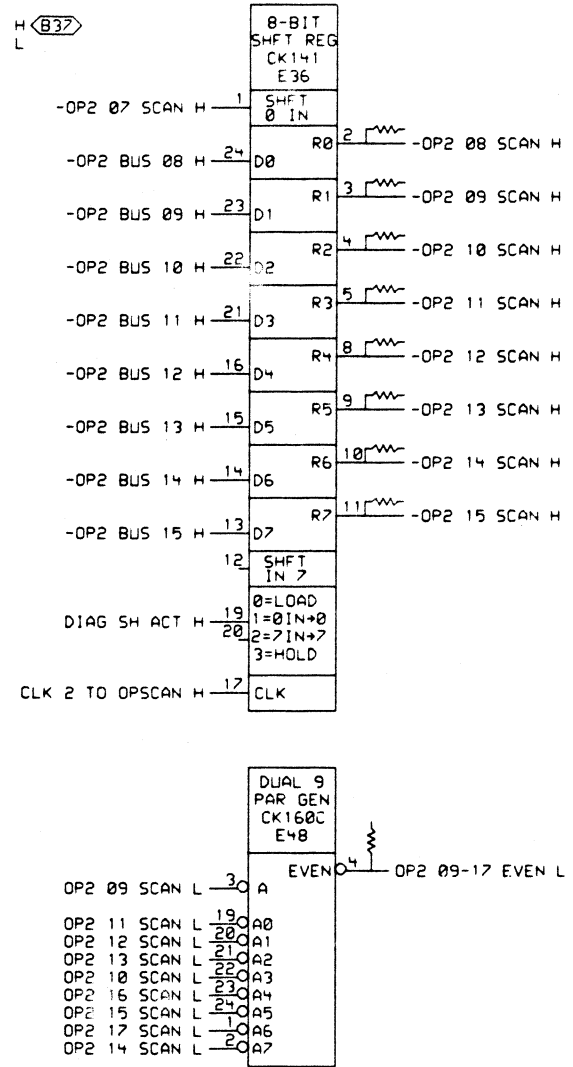 H B37
L
8-BIT
SHFT REG
CK141
E36
-OP2 07 SCAN H 1 SHFT
0 IN
R0 2 -OP2 08 SCAN H
-OP2 BUS 08 H 24 D0
R1 3 -OP2 09 SCAN H
-OP2 BUS 09 H 23 D1
R2 4 -OP2 10 SCAN H
-OP2 BUS 10 H 22 D2
R3 5 -OP2 11 SCAN H
-OP2 BUS 11 H 21 D3
R4 8 -OP2 12 SCAN H
-OP2 BUS 12 H 16 D4
R5 9 -OP2 13 SCAN H
-OP2 BUS 13 H 15 D5
R6 10 -OP2 14 SCAN H
-OP2 BUS 14 H 14 D6
R7 11 -OP2 15 SCAN H
-OP2 BUS 15 H 13 D7
12 SHFT
IN 7
0=LOAD
DIAG SH ACT H 19 1=0IN→0
20 2=7IN→7
3=HOLD
CLK 2 TO OPSCAN H 17 CLK
DUAL 9
PAR GEN
CK160C
E48
EVEN 4 OP2 09-17 EVEN L
OP2 09 SCAN L 3 A
OP2 11 SCAN L 19 A0
OP2 12 SCAN L 20 A1
OP2 13 SCAN L 21 A2
OP2 10 SCAN L 22 A3
OP2 16 SCAN L 23 A4
OP2 15 SCAN L 24 A5
OP2 17 SCAN L 1 A6
OP2 14 SCAN L 2 A7